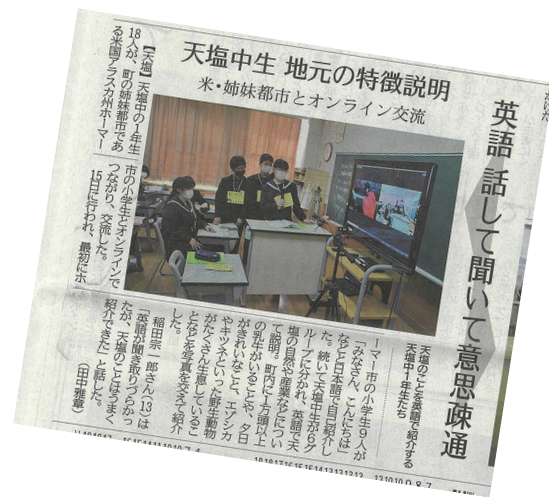 英語 話して聞いて意思疎通
天塩中生 地元の特徴説明
米・姉妹都市とオンライン交流
【天塩】天塩中の1年生
18人が、町の姉妹都市であ
る米国アラスカ州ホーマー
市の小学生とオンラインで
つながり、交流した。
15日に行われ、最初にホ
ーマー市の小学生9人が
「みなさん、こんにちは」
などと日本語で自己紹介し
た。続いて天塩中生が6グ
ループに分かれ、英語で天
塩の自然や産業などについ
て説明。町内に1万頭以上
の乳牛がいることや、夕日
がきれいなこと、エゾシカ
やキツネといった野生動物
がたくさん生息しているこ
となどを写真を交えて紹介
した。
稲田宗一郎さん(13)は
「英語が聞き取りづらかっ
たが、天塩のことはうまく
紹介できた」と話した。
(田中雅章)
天塩のことを英語で紹介する
天塩中1年生たち